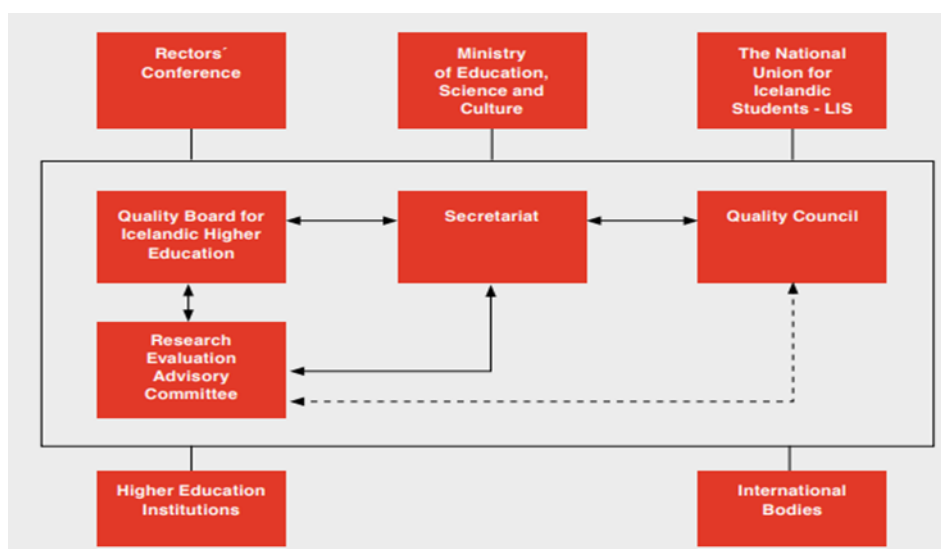 Rectors´
Conference
Ministry
of Education,
Science and
Culture
The National
Union for
Icelandic
Students - LIS
Quality Board for
Icelandic Higher
Education
Secretariat
Quality Council
Research
Evaluation
Advisory
Committee
Higher Education
Institutions
International
Bodies